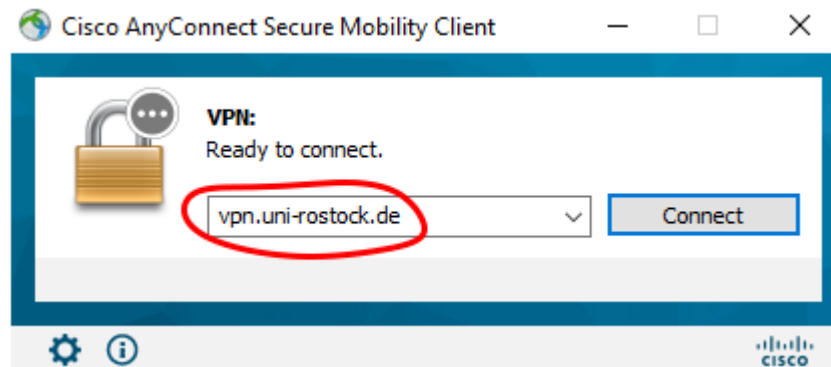 Cisco AnyConnect Secure Mobility Client
VPN:
Ready to connect.
vpn.uni-rostock.de
Connect
cisco